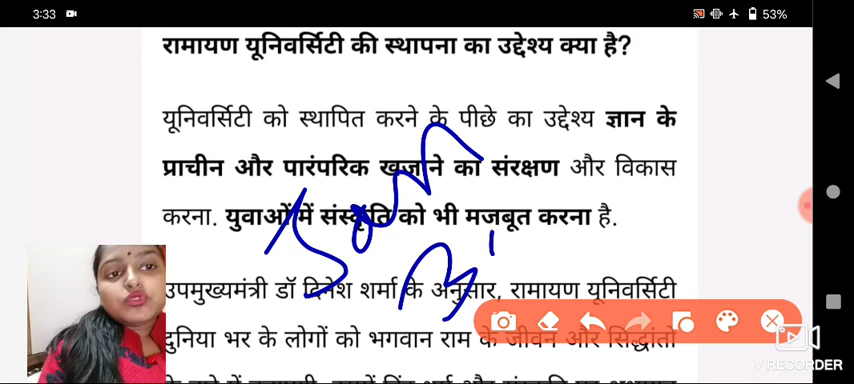 3:33
53%
रामायण यूनिवर्सिटी की स्थापना का उद्देश्य क्या है?
यूनिवर्सिटी को स्थापित करने के पीछे का उद्देश्य ज्ञान के
प्राचीन और पारंपरिक खजाने का संरक्षण और विकास
करना. युवाओं में संस्कृति को भी मजबूत करना है.
उपमुख्यमंत्री डॉ दिनेश शर्मा के अनुसार, रामायण यूनिवर्सिटी
दुनिया भर के लोगों को भगवान राम के जीवन और सिद्धांतो
V RECORDER